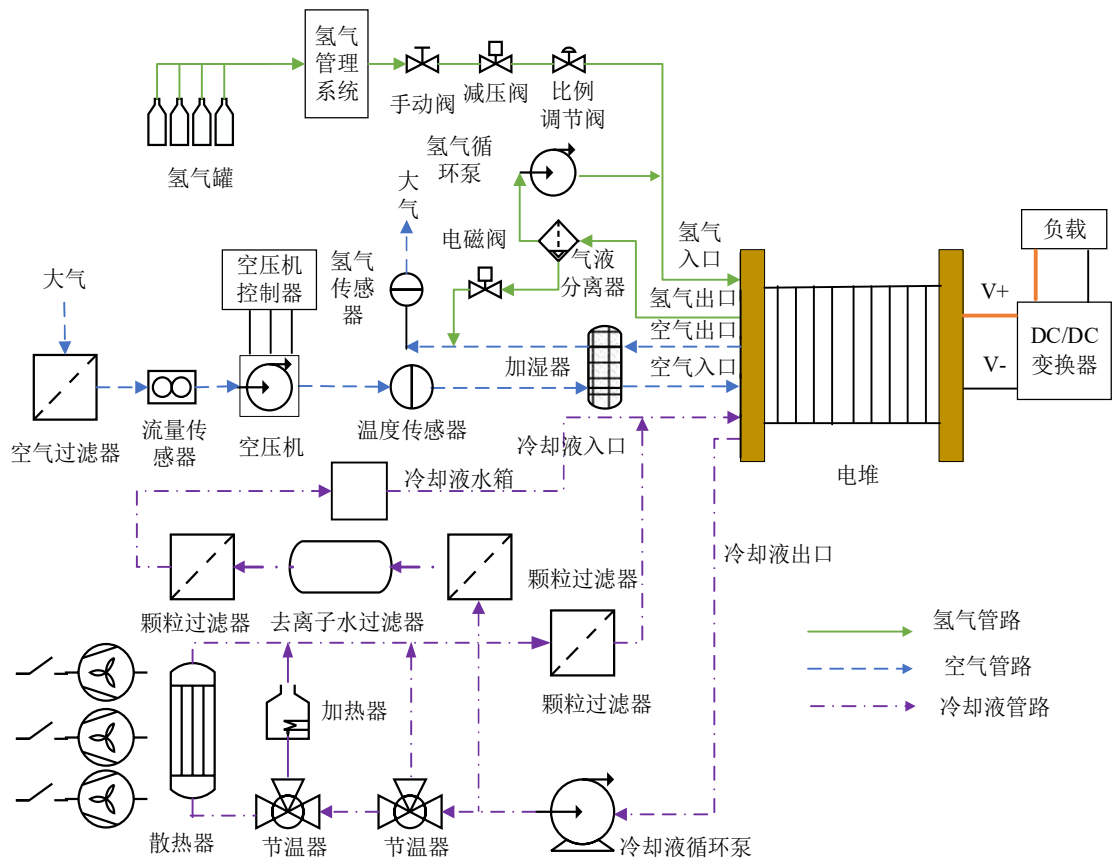 氢气
管理
系统
手动阀
减压阀
比例
调节阀
氢气罐
氢气循
环泵
大
气
电磁阀
气液
分离器
氢气
入口
氢气出口
空气出口
空气入口
负载
V+
V-
DC/DC
变换器
大气
空压机
控制器
氢气
传感
器
加湿器
空气过滤器
流量传
感器
空压机
温度传感器
冷却液入口
电堆
冷却液水箱
冷却液出口
颗粒过滤器
去离子水过滤器
颗粒过滤器
颗粒过滤器
加热器
氢气管路
空气管路
冷却液管路
散热器
节温器
节温器
冷却液循环泵